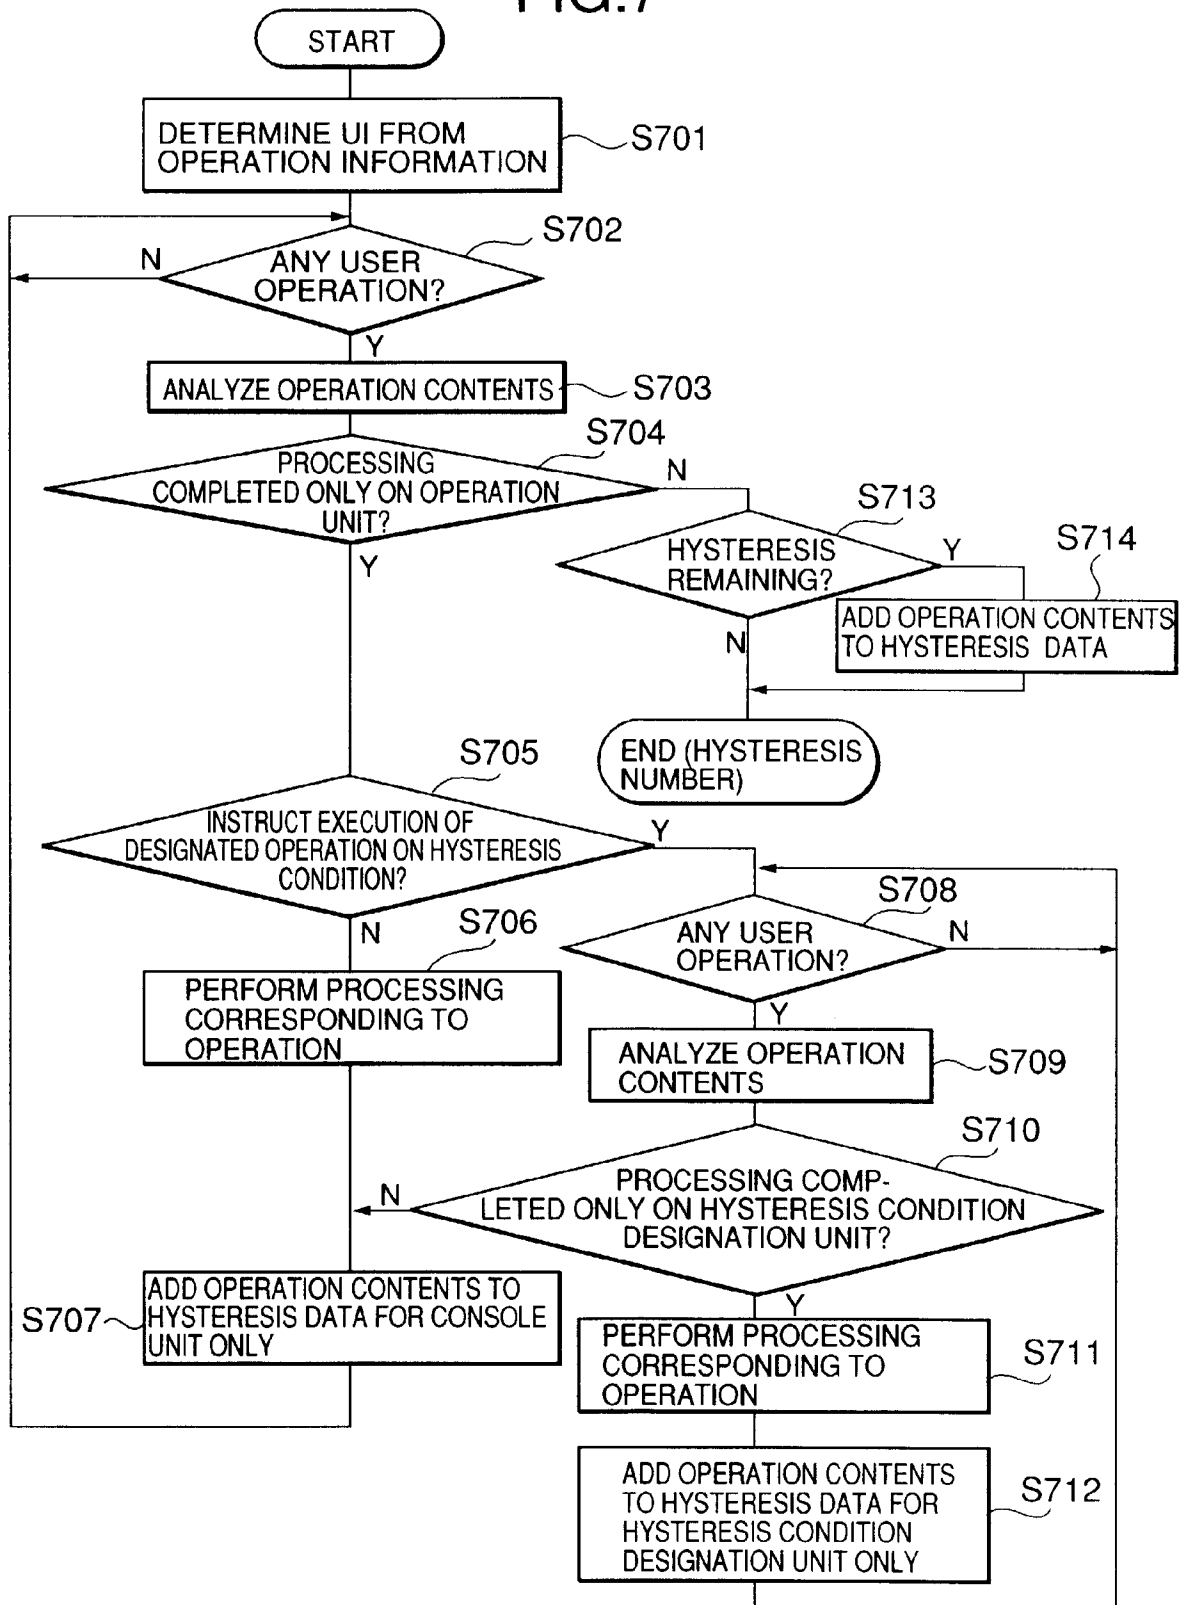 FIG.7
START
DETERMINE UI FROM
OPERATION INFORMATION
S701
S702
N
ANY USER
OPERATION?
Y
ANALYZE OPERATION CONTENTS
S703
S704
PROCESSING
COMPLETED ONLY ON OPERATION
UNIT?
N
Y
S713
HYSTERESIS
REMAINING?
Y
N
S714
ADD OPERATION CONTENTS
TO HYSTERESIS DATA
END (HYSTERESIS
NUMBER)
S705
INSTRUCT EXECUTION OF
DESIGNATED OPERATION ON HYSTERESIS
CONDITION?
Y
N
S706
PERFORM PROCESSING
CORRESPONDING TO
OPERATION
S708
ANY USER
OPERATION?
N
Y
ANALYZE OPERATION
CONTENTS
S709
S710
PROCESSING COMP-
LETED ONLY ON HYSTERESIS CONDITION
DESIGNATION UNIT?
N
Y
S707
ADD OPERATION CONTENTS TO
HYSTERESIS DATA FOR CONSOLE
UNIT ONLY
PERFORM PROCESSING
CORRESPONDING TO
OPERATION
S711
ADD OPERATION CONTENTS
TO HYSTERESIS DATA FOR
HYSTERESIS CONDITION
DESIGNATION UNIT ONLY
S712